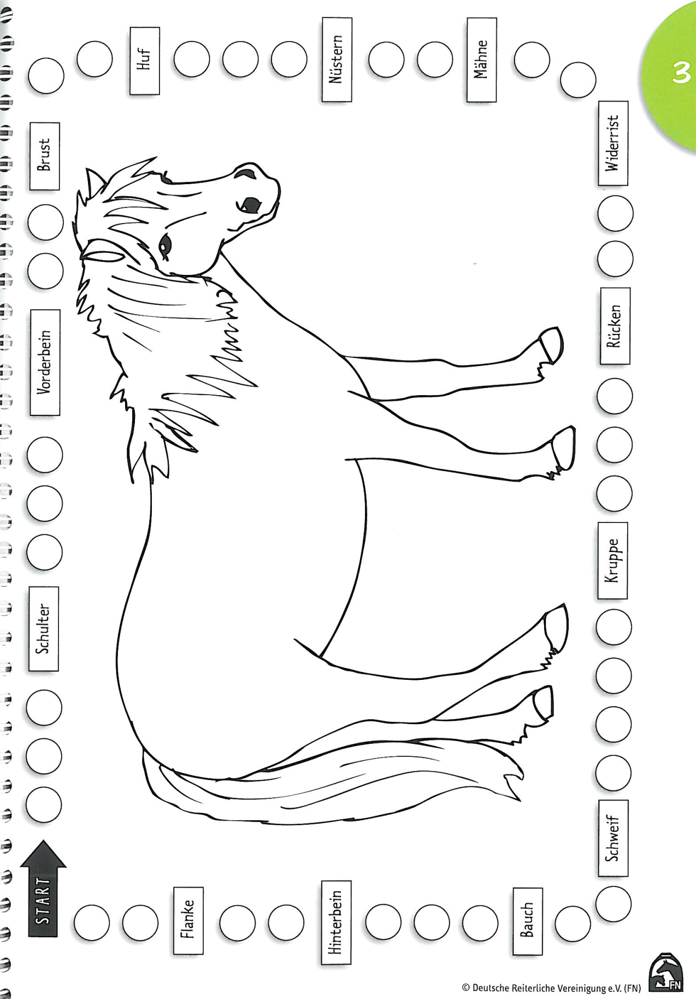 START
Schulter
Vorderbein
Brust
Huf
Nüstern
Mähne
Widerrist
Rücken
Kruppe
Schweif
Bauch
Hinterbein
Flanke
3
© Deutsche Reiterliche Vereinigung e.V. (FN)
FN